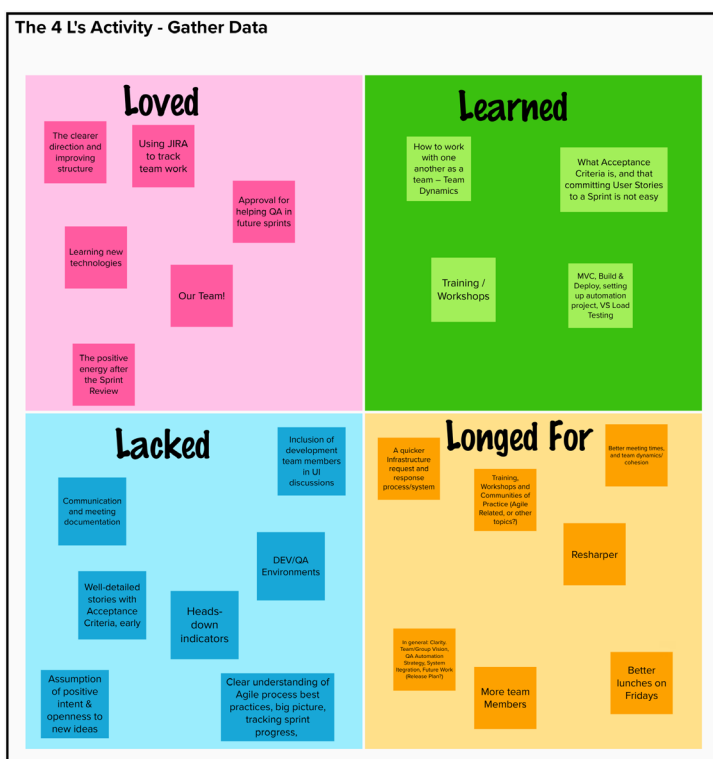 The 4 L's Activity - Gather Data
Loved
The clearer
direction and
improving
structure
Using JIRA
to track
team work
Approval for
helping QA in
future sprints
Learning new
technologies
Our Team!
The positive
energy after
the Sprint
Review
Learned
How to work
with one
another as a
team – Team
Dynamics
What Acceptance
Criteria is, and that
committing User Stories
to a Sprint is not easy
Training /
Workshops
MVC, Build &
Deploy, setting
up automation
project, VS Load
Testing
Lacked
Inclusion of
development
team members
in UI
discussions
Communication
and meeting
documentation
DEV/QA
Environments
Well-detailed
stories with
Acceptance
Criteria, early
Heads-
down
indicators
Assumption
of positive
intent &
openness to
new ideas
Clear understanding of
Agile process best
practices, big picture,
tracking sprint
progress,
Longed For
A quicker
Infrastructure
request and
response
process/system
Training,
Workshops and
Communities of
Practice (Agile
Related, or other
topics?)
Better meeting times,
and team dynamics/
cohesion
Resharper
In general: Clarity,
Team/Group Vision,
QA Automation
Strategy, System
Itegration, Future Work
(Release Plan?)
More team
Members
Better
lunches on
Fridays